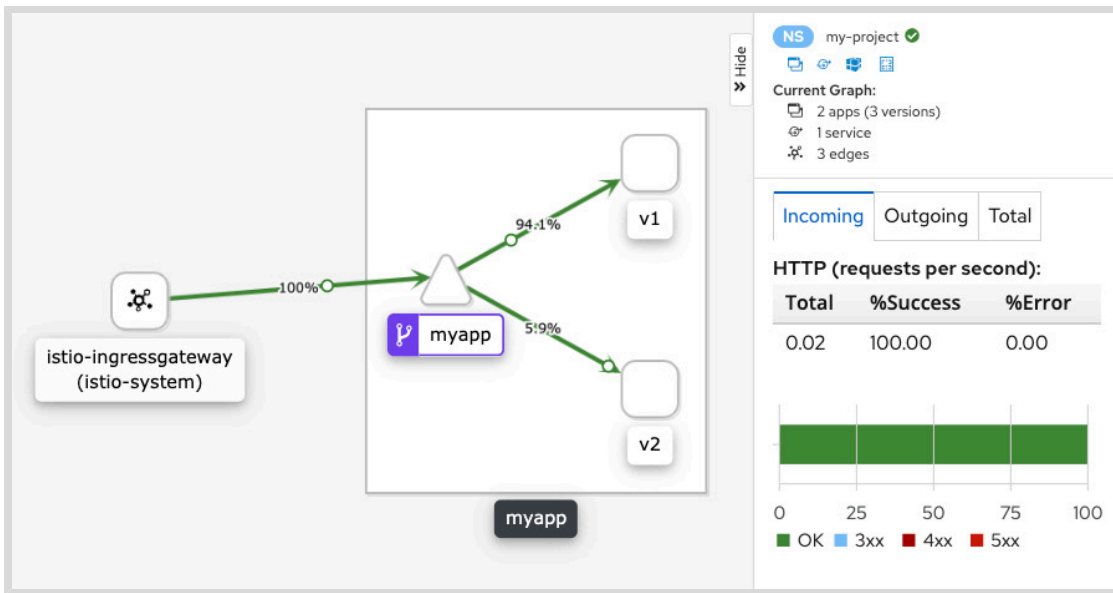 94.1%
v1
100%
myapp
5.9%
istio-ingressgateway
(istio-system)
v2
myapp
Hide
NS my-project
Current Graph:
2 apps (3 versions)
1 service
3 edges
Incoming Outgoing Total
HTTP (requests per second):
Total %Success %Error
0.02 100.00 0.00
0 25 50 75 100
OK 3xx 4xx 5xx